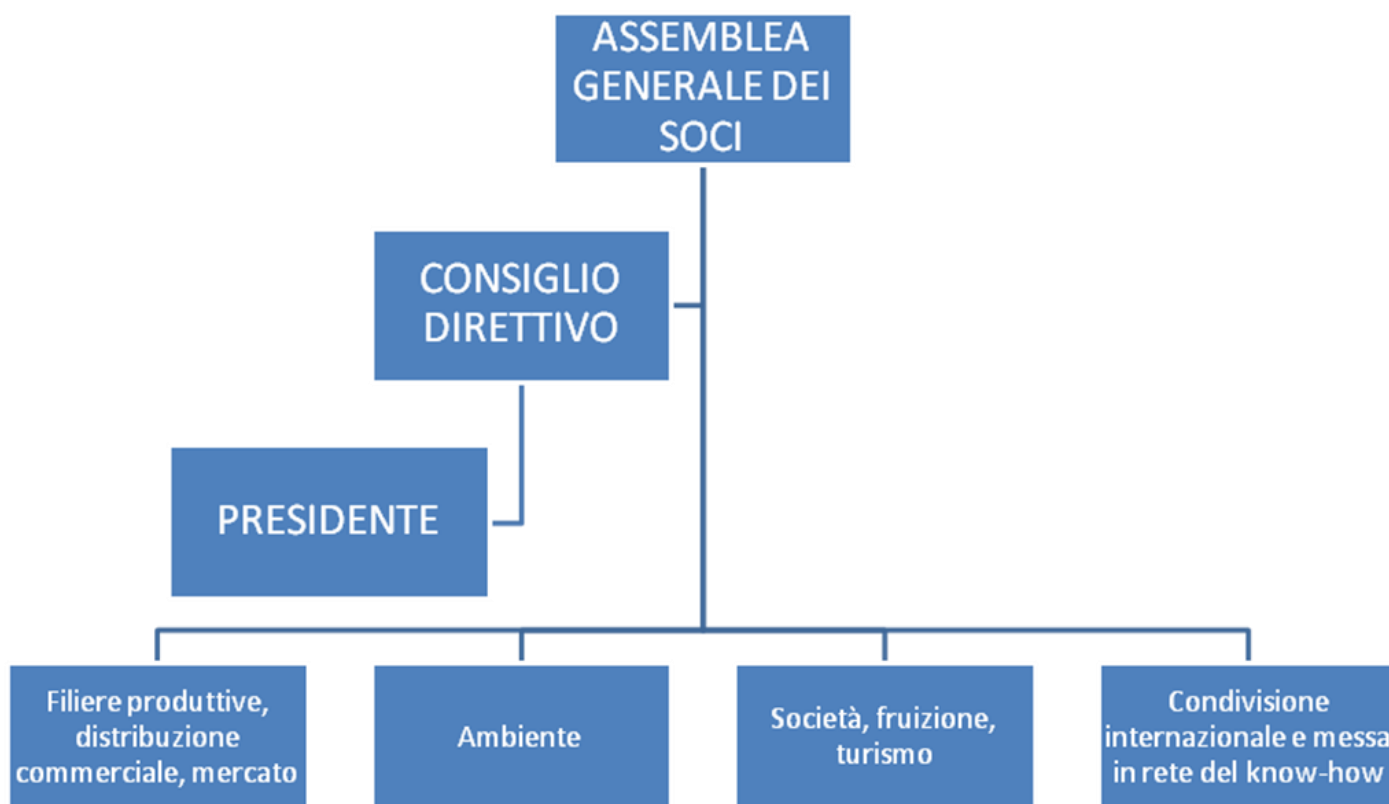 ASSEMBLEA
GENERALE DEI
SOCI
CONSIGLIO
DIRETTIVO
PRESIDENTE
Filiere produttive,
distribuzione
commerciale, mercato
Ambiente
Società, fruizione,
turismo
Condivisione
internazionale e messa
in rete del know-how